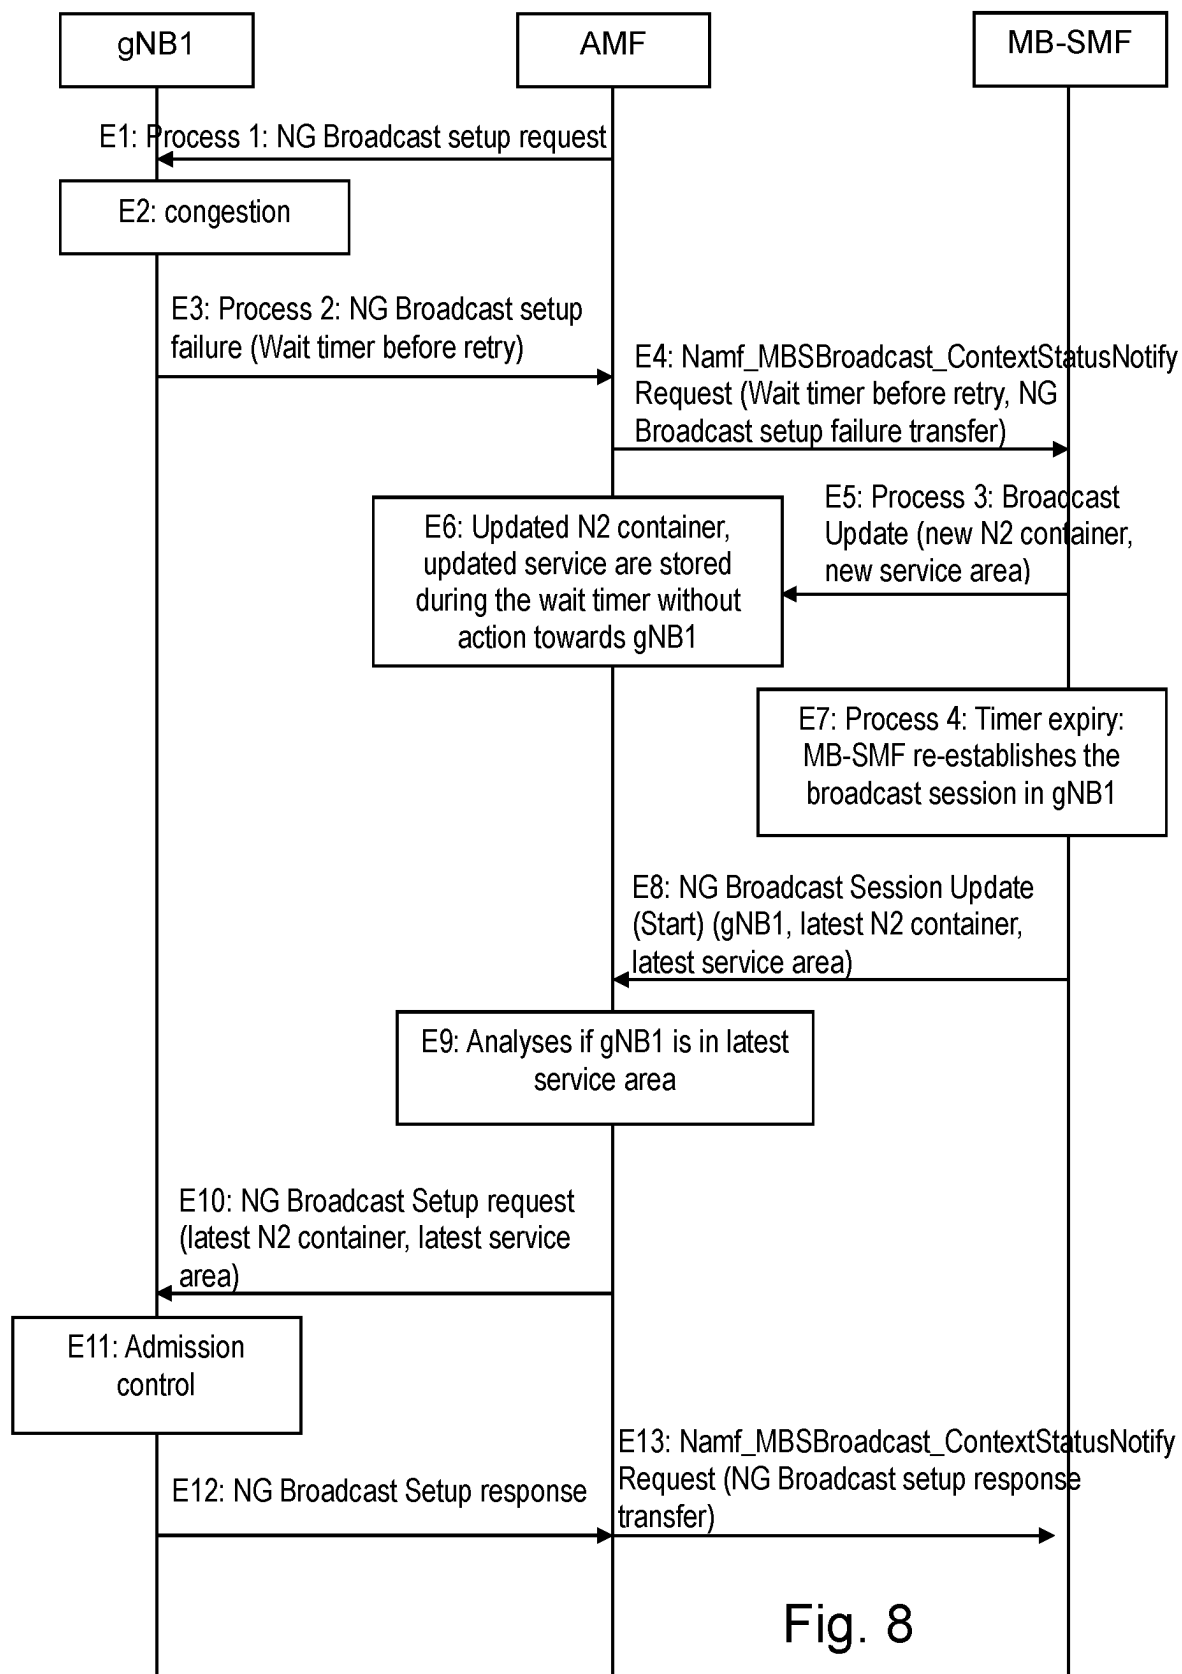 gNB1
AMF
MB-SMF
E1: Process 1: NG Broadcast setup request
E2: congestion
E3: Process 2: NG Broadcast setup
failure (Wait timer before retry)
E4: Namf_MBSBroadcast_ContextStatusNotify
Request (Wait timer before retry, NG
Broadcast setup failure transfer)
E5: Process 3: Broadcast
Update (new N2 container,
new service area)
E6: Updated N2 container,
updated service are stored
during the wait timer without
action towards gNB1
E7: Process 4: Timer expiry:
MB-SMF re-establishes the
broadcast session in gNB1
E8: NG Broadcast Session Update
(Start) (gNB1, latest N2 container,
latest service area)
E9: Analyses if gNB1 is in latest
service area
E10: NG Broadcast Setup request
(latest N2 container, latest service
area)
E11: Admission
control
E12: NG Broadcast Setup response
E13: Namf_MBSBroadcast_ContextStatusNotify
Request (NG Broadcast setup response
transfer)
Fig. 8